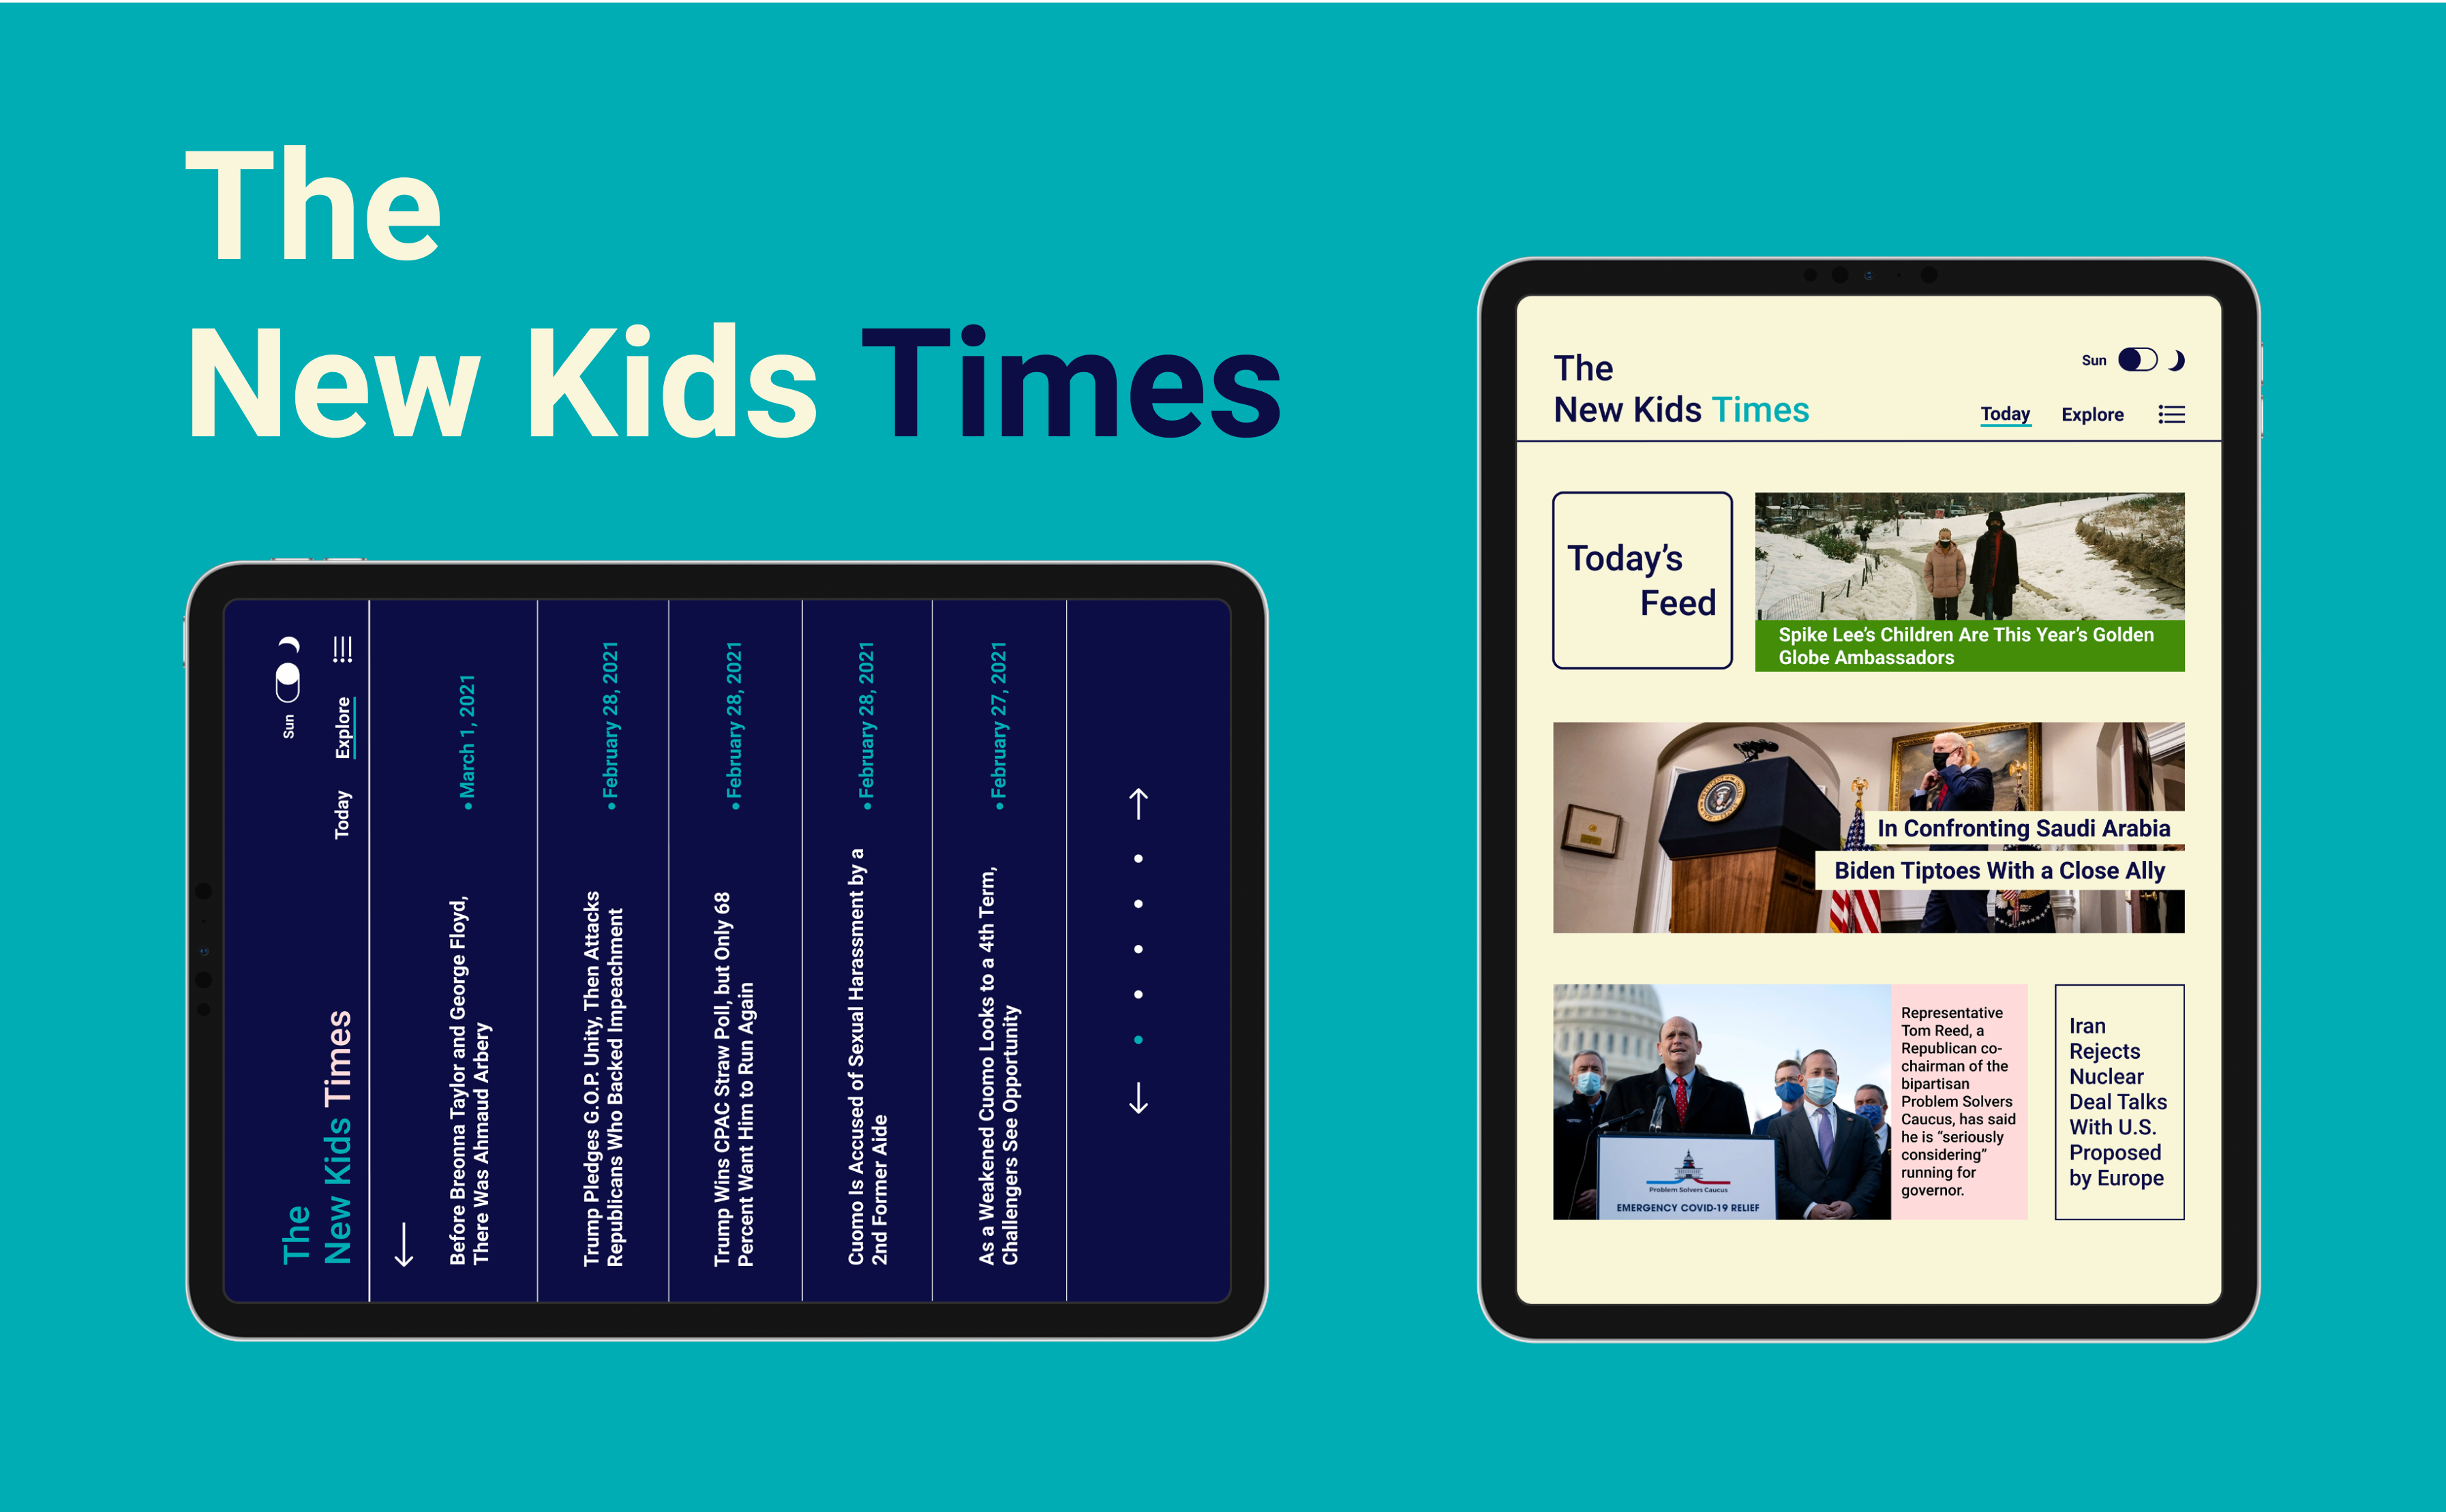 The
New Kids Times
The
New Kids Times
Sun
Today
Explore
Before Breonna Taylor and George Floyd,
There Was Ahmaud Arbery
• March 1, 2021
Trump Pledges G.O.P. Unity, Then Attacks
Republicans Who Backed Impeachment
• February 28, 2021
Trump Wins CPAC Straw Poll, but Only 68
Percent Want Him to Run Again
• February 28, 2021
Cuomo Is Accused of Sexual Harassment by a
2nd Former Aide
• February 28, 2021
As a Weakened Cuomo Looks to a 4th Term,
Challengers See Opportunity
• February 27, 2021
The
New Kids Times
Sun
Today
Explore
Today’s
Feed
Spike Lee’s Children Are This Year’s Golden
Globe Ambassadors
In Confronting Saudi Arabia
Biden Tiptoes With a Close Ally
Problem Solvers Caucus
EMERGENCY COVID-19 RELIEF
Representative
Tom Reed, a
Republican co-
chairman of the
bipartisan
Problem Solvers
Caucus, has said
he is “seriously
considering”
running for
governor.
Iran
Rejects
Nuclear
Deal Talks
With U.S.
Proposed
by Europe